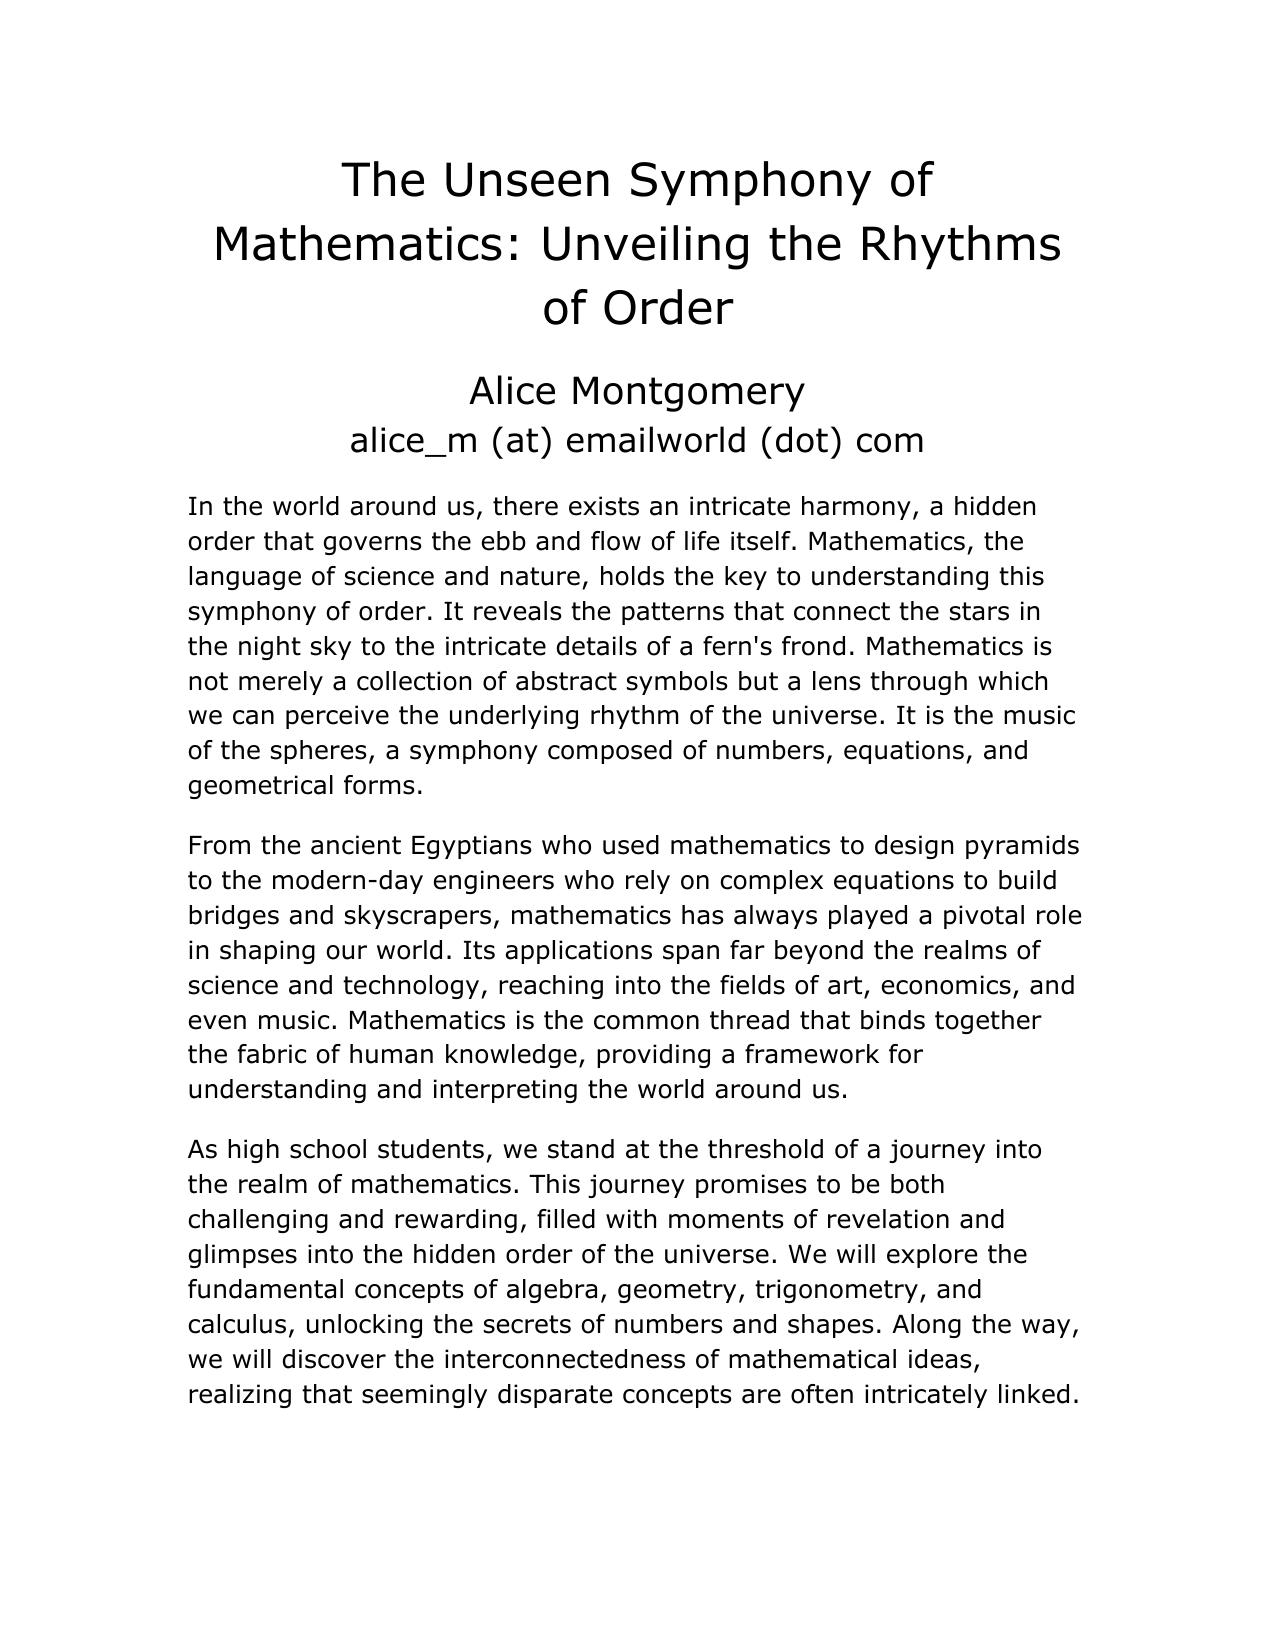 The Unseen Symphony of
Mathematics: Unveiling the Rhythms
of Order
Alice Montgomery
alice_m (at) emailworld (dot) com
In the world around us, there exists an intricate harmony, a hidden
order that governs the ebb and flow of life itself. Mathematics, the
language of science and nature, holds the key to understanding this
symphony of order. It reveals the patterns that connect the stars in
the night sky to the intricate details of a fern's frond. Mathematics is
not merely a collection of abstract symbols but a lens through which
we can perceive the underlying rhythm of the universe. It is the music
of the spheres, a symphony composed of numbers, equations, and
geometrical forms.
From the ancient Egyptians who used mathematics to design pyramids
to the modern-day engineers who rely on complex equations to build
bridges and skyscrapers, mathematics has always played a pivotal role
in shaping our world. Its applications span far beyond the realms of
science and technology, reaching into the fields of art, economics, and
even music. Mathematics is the common thread that binds together
the fabric of human knowledge, providing a framework for
understanding and interpreting the world around us.
As high school students, we stand at the threshold of a journey into
the realm of mathematics. This journey promises to be both
challenging and rewarding, filled with moments of revelation and
glimpses into the hidden order of the universe. We will explore the
fundamental concepts of algebra, geometry, trigonometry, and
calculus, unlocking the secrets of numbers and shapes. Along the way,
we will discover the interconnectedness of mathematical ideas,
realizing that seemingly disparate concepts are often intricately linked.